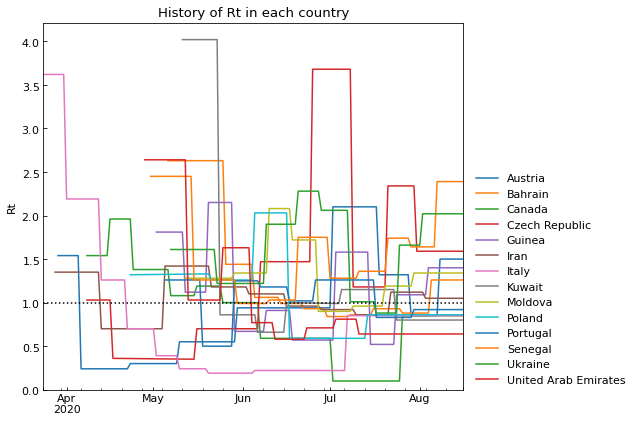 History of Rt in each country
Rt
4.0
3.5
3.0
2.5
2.0
1.5
1.0
0.5
0.0
Apr
2020
May
Jun
Jul
Aug
Austria
Bahrain
Canada
Czech Republic
Guinea
Iran
Italy
Kuwait
Moldova
Poland
Portugal
Senegal
Ukraine
United Arab Emirates